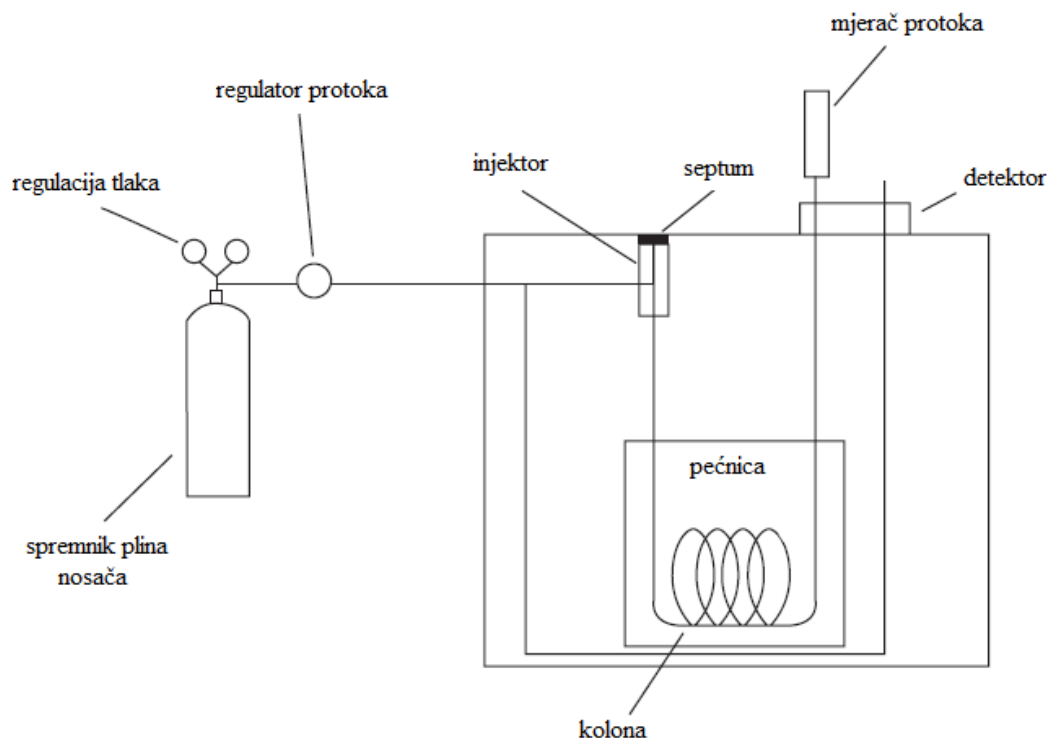 mjerač protoka
regulator protoka
injektor
septum
detektor
regulacija tlaka
pećnica
spremnik plina
nosača
kolona